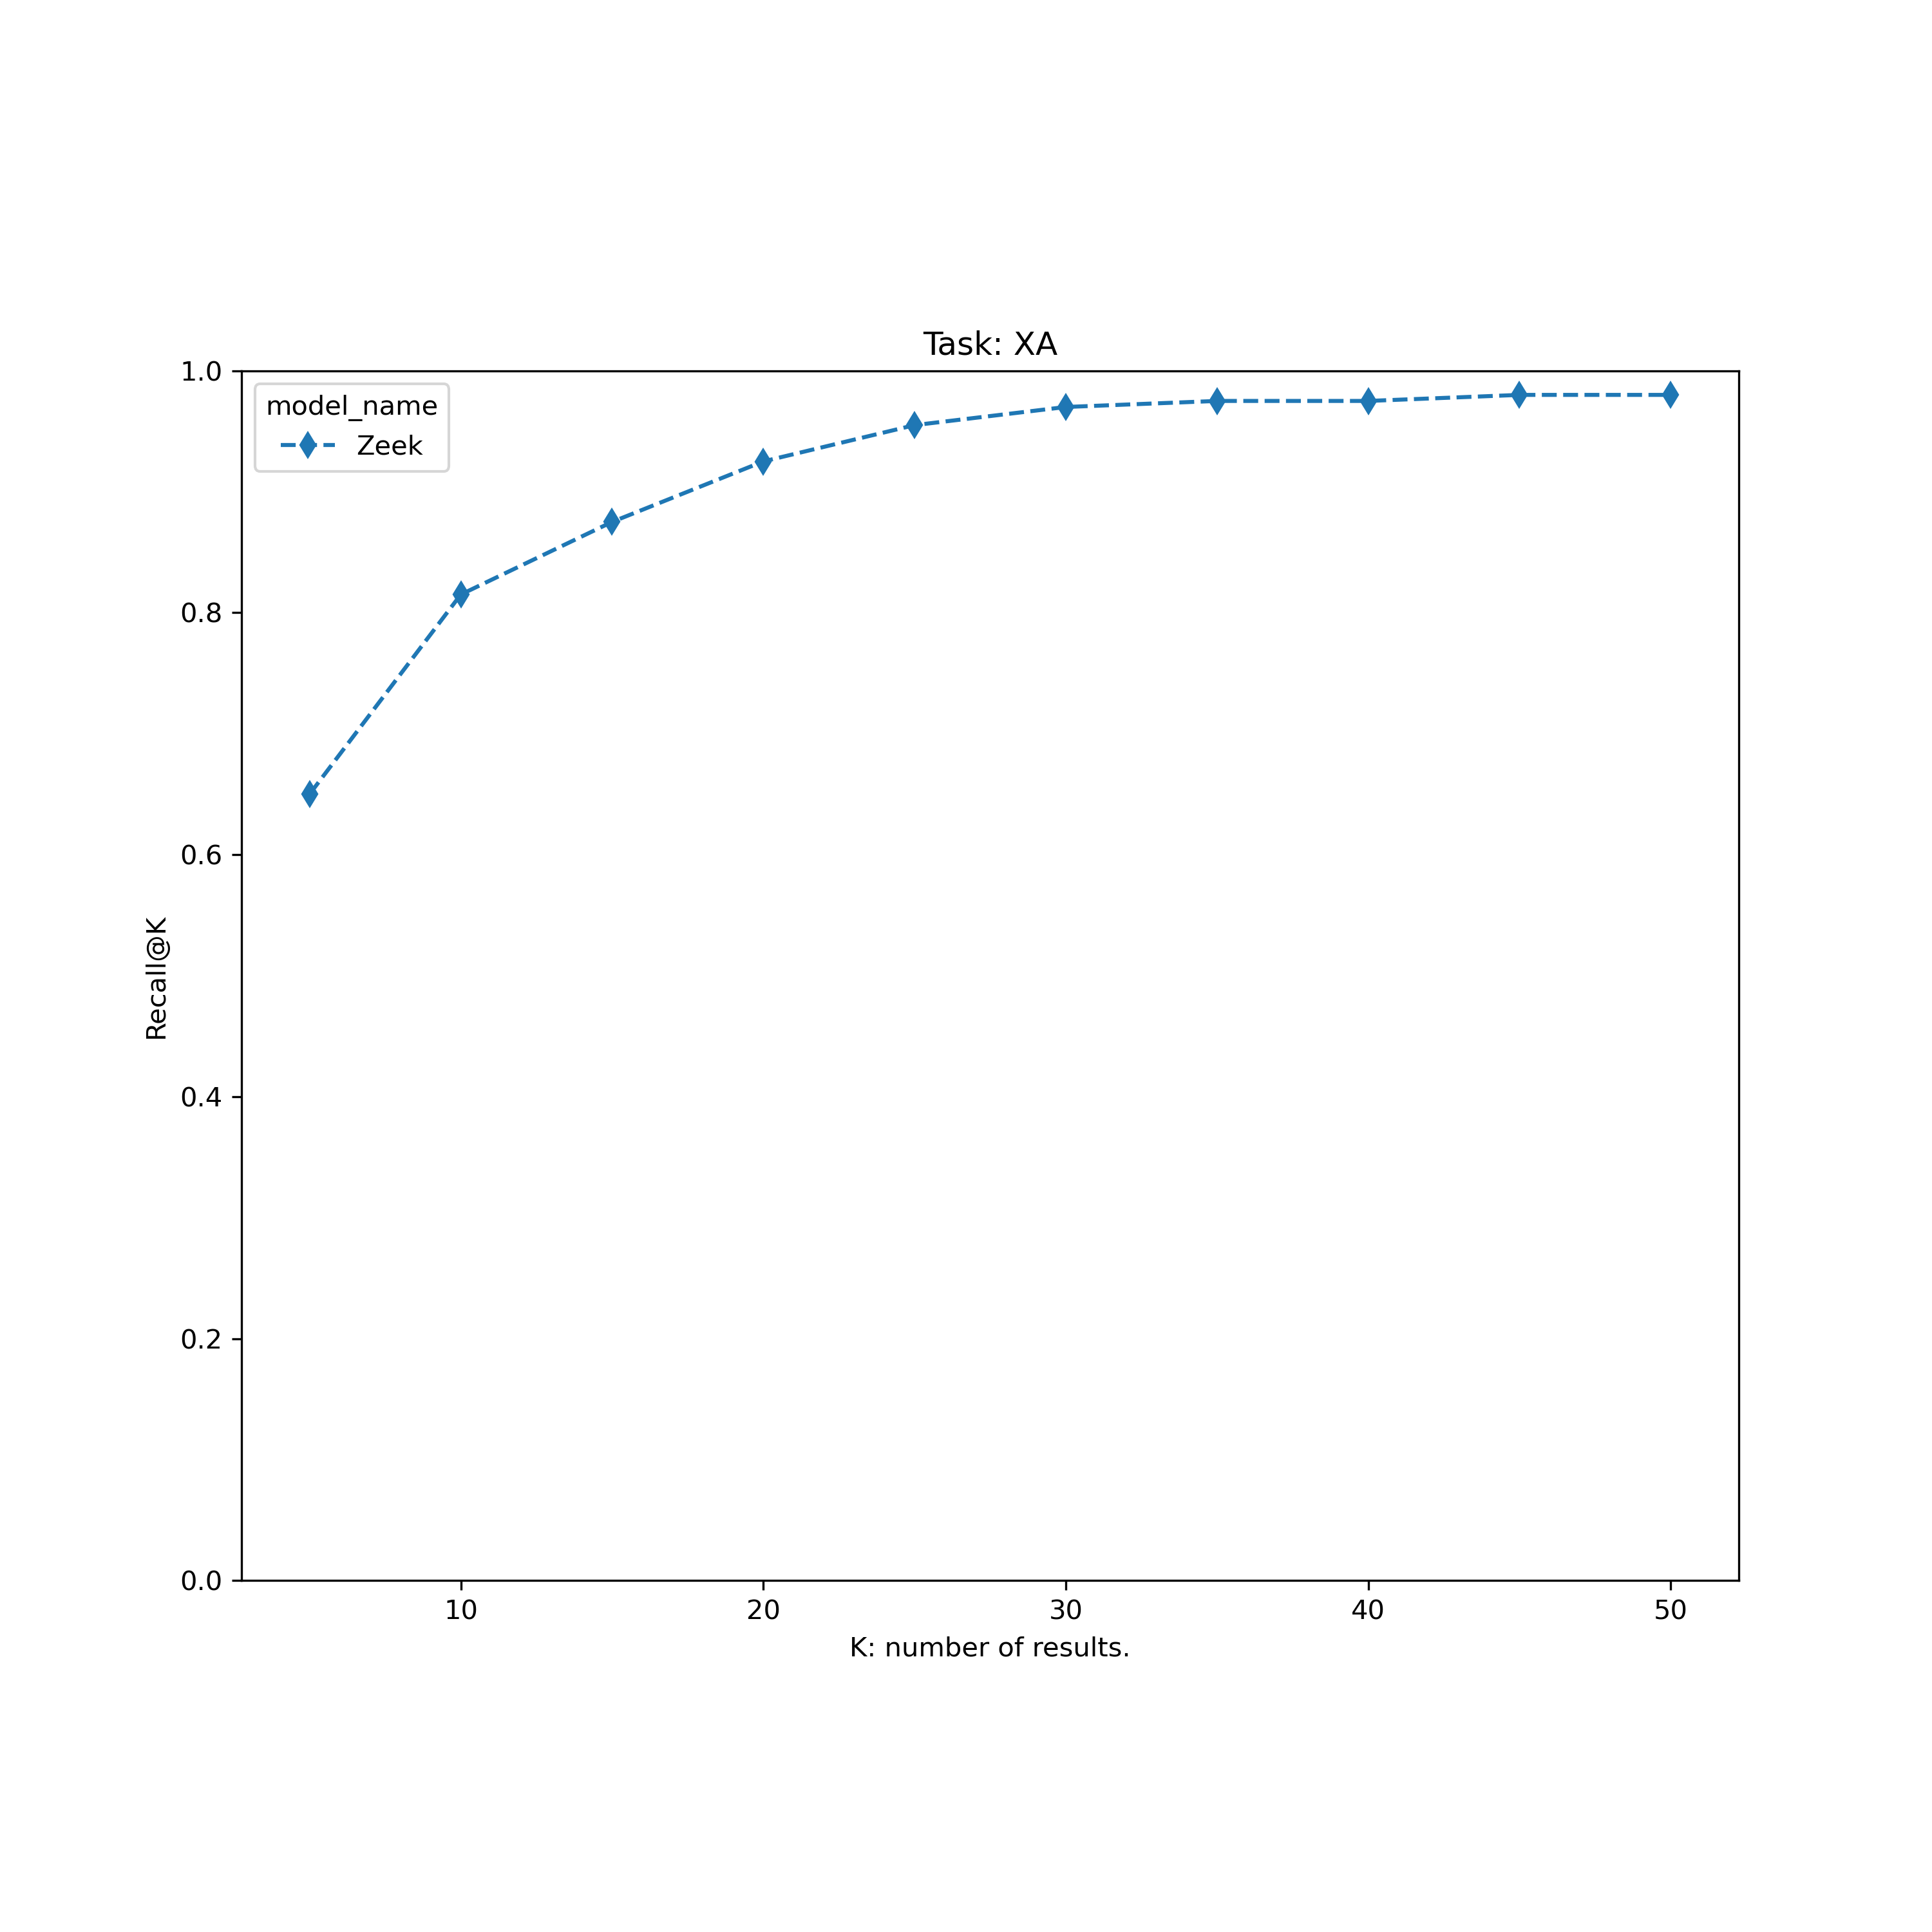 Task: XA
model_name
Zeek
Recall@K
1.0
0.8
0.6
0.4
0.2
0.0
10 20 30 40 50
K: number of results.